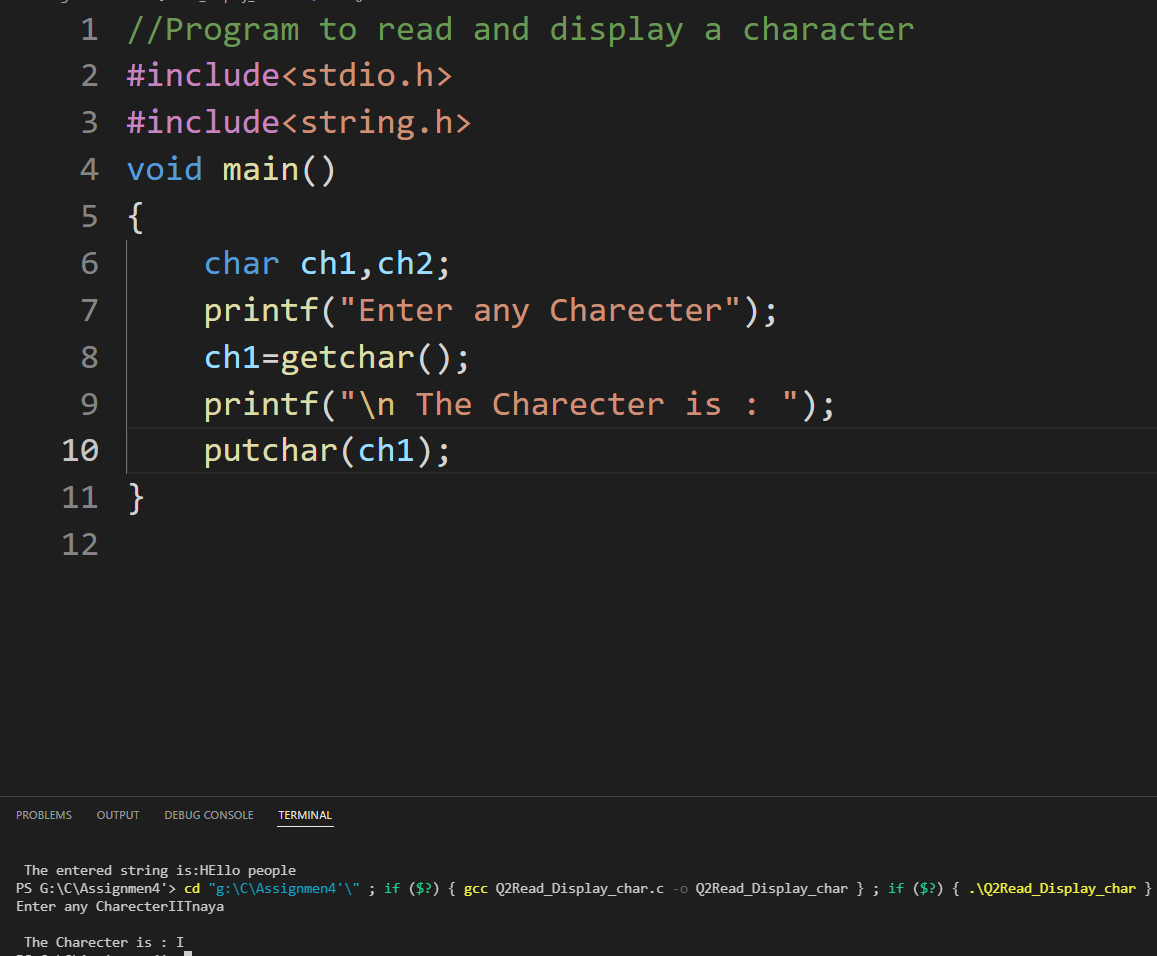 1 //Program to read and display a character
2 #include<stdio.h>
3 #include<string.h>
4 void main()
5 {
6 char ch1,ch2;
7 printf("Enter any Charecter");
8 ch1=getchar();
9 printf("\n The Charecter is : ");
10 putchar(ch1);
11 }
12
PROBLEMS OUTPUT DEBUG CONSOLE TERMINAL
The entered string is:HEllo people
PS G:\C\Assignmen4'> cd "g:\C\Assignmen4'\" ; if ($?) { gcc Q2Read_Display_char.c -o Q2Read_Display_char } ; if ($?) { .\Q2Read_Display_char }
Enter any CharecterIITnaya
The Charecter is : I